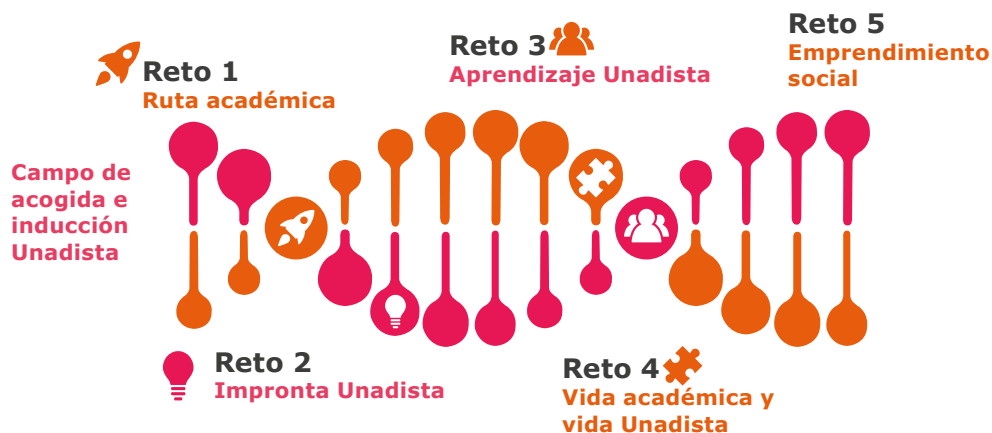 Reto 1
Ruta académica
Reto 3
Aprendizaje Unadista
Reto 5
Emprendimiento
social
Campo de
acogida e
inducción
Unadista
Reto 2
Impronta Unadista
Reto 4
Vida académica y
vida Unadista